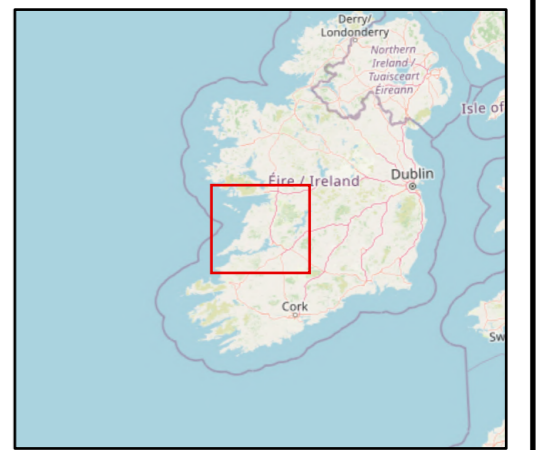 Derry/
Londonderry
Northern
Ireland /
Tuaisceart
Éireann
Isle of
Éire / Ireland
Dublin
Cork
Sw